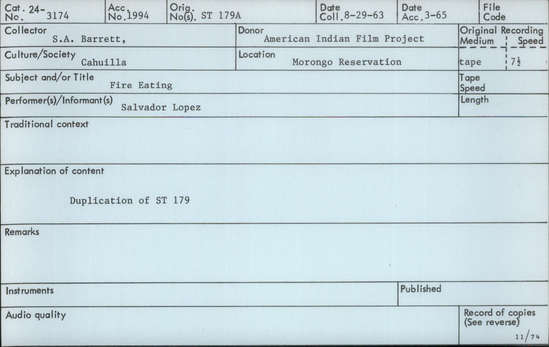 Cat. 24- 3174 Acc. No. 1994 Orig. No(s). ST 179A Date Coll. 8-29-63 Date Acc. 3-65 File Code
Collector S.A. Barrett, Donor American Indian Film Project Original Recording Medium Speed
Culture/Society Cahuilla Location Morongo Reservation tape 7½
Subject and/or Title Fire Eating Tape Speed
Performer(s)/Informant(s) Salvador Lopez Length
Traditional context
Explanation of content
Duplication of ST 179
Remarks
Instruments Published
Audio quality Record of copies (See reverse)
11/74